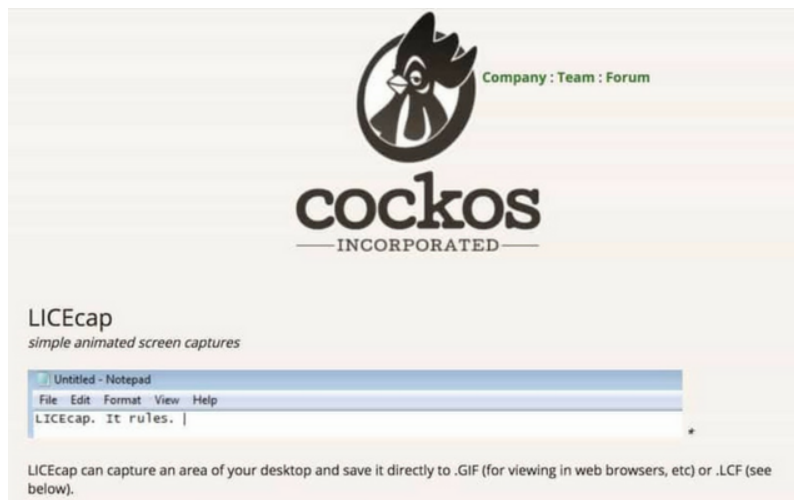 Company : Team : Forum
cockos
INCORPORATED
LICEcap
simple animated screen captures
Untitled - Notepad
File Edit Format View Help
LICEcap. It rules. |
*
LICEcap can capture an area of your desktop and save it directly to .GIF (for viewing in web browsers, etc) or .LCF (see
below).